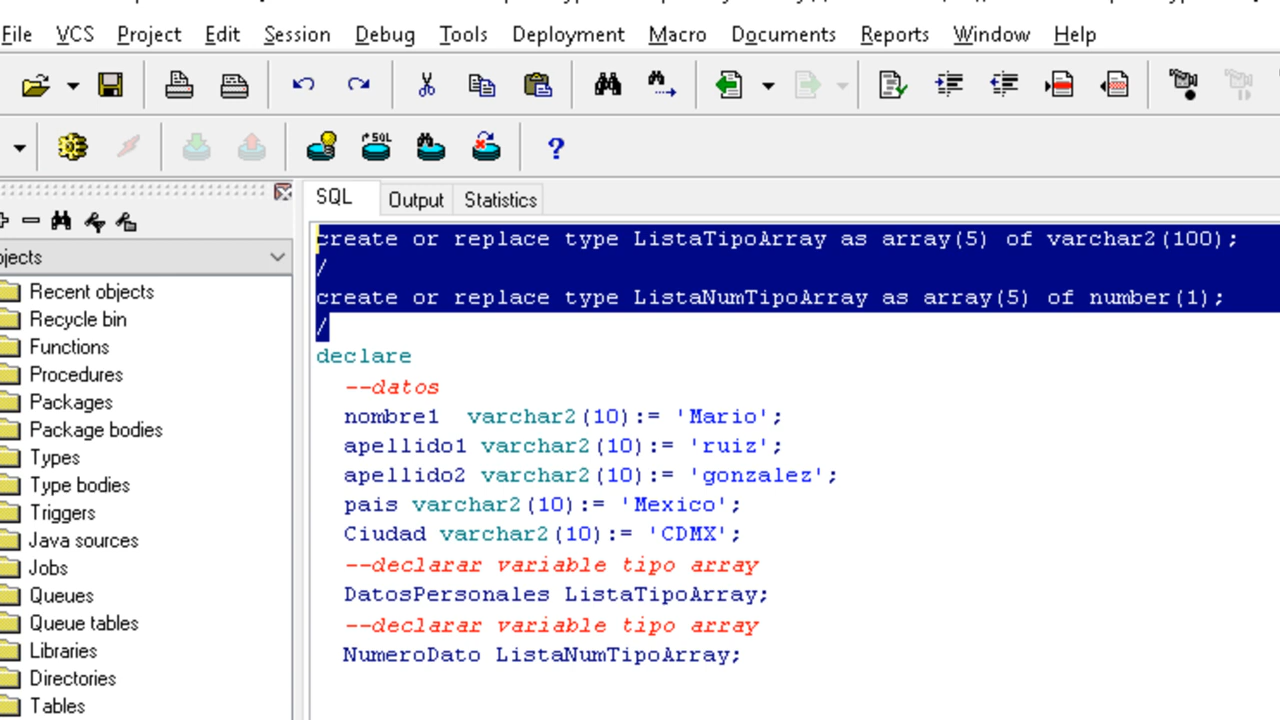 File VCS Project Edit Session Debug Tools Deployment Macro Documents Reports Window Help
SQL
?
SQL Output Statistics
create or replace type ListaTipoArray as array(5) of varchar2(100);
/
create or replace type ListaNumTipoArray as array(5) of number(1);
/
declare
--datos
nombre1 varchar2(10):= 'Mario';
apellido1 varchar2(10):= 'ruiz';
apellido2 varchar2(10):= 'gonzalez';
pais varchar2(10):= 'Mexico';
Ciudad varchar2(10):= 'CDMX';
--declarar variable tipo array
DatosPersonales ListaTipoArray;
--declarar variable tipo array
NumeroDato ListaNumTipoArray;
jects
Recent objects
Recycle bin
Functions
Procedures
Packages
Package bodies
Types
Type bodies
Triggers
Java sources
Jobs
Queues
Queue tables
Libraries
Directories
Tables